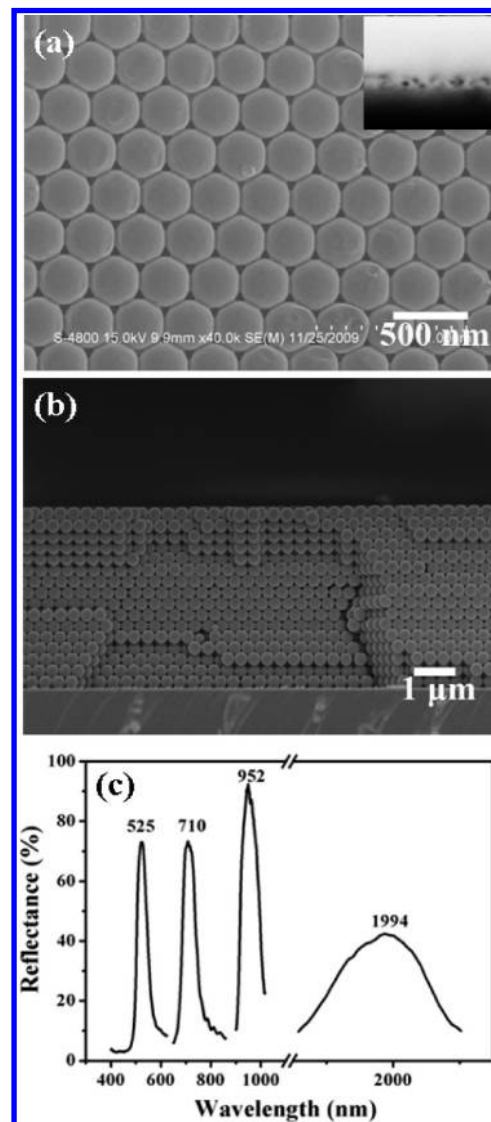 (a)
S-4800 15.0kV 9.9mm x40.0k SE(M) 11/25/2009
500 nm
(b)
1 μm
(c)
525
710
952
1994
100
80
60
40
20
0
Reflectance (%)
400 600 800 1000 2000
Wavelength (nm)